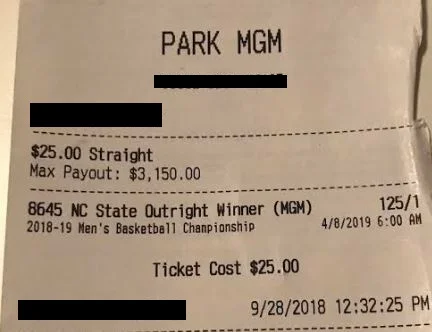 PARK MGM
$25.00 Straight
Max Payout: $3,150.00
8645 NC State Outright Winner (MGM) 125/1
2018-19 Men's Basketball Championship 4/8/2019 6:00 AM
Ticket Cost $25.00
9/28/2018 12:32:25 PM